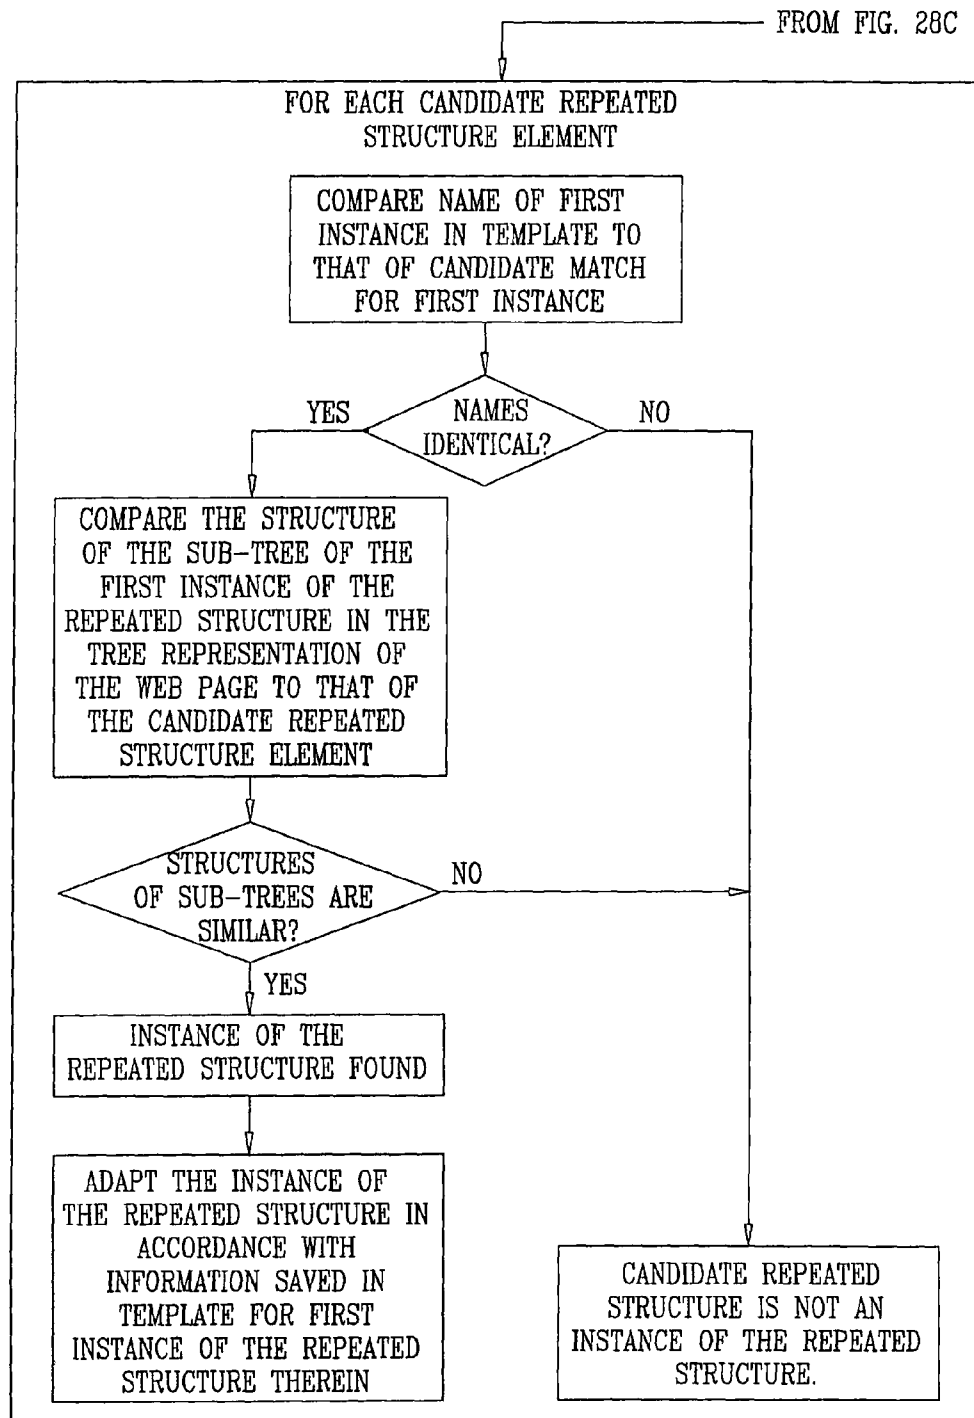 FROM FIG. 28C
FOR EACH CANDIDATE REPEATED
STRUCTURE ELEMENT
COMPARE NAME OF FIRST
INSTANCE IN TEMPLATE TO
THAT OF CANDIDATE MATCH
FOR FIRST INSTANCE
YES
NAMES
IDENTICAL?
NO
COMPARE THE STRUCTURE
OF THE SUB-TREE OF THE
FIRST INSTANCE OF THE
REPEATED STRUCTURE IN THE
TREE REPRESENTATION OF
THE WEB PAGE TO THAT OF
THE CANDIDATE REPEATED
STRUCTURE ELEMENT
STRUCTURES
OF SUB-TREES ARE
SIMILAR?
NO
YES
INSTANCE OF THE
REPEATED STRUCTURE FOUND
ADAPT THE INSTANCE OF
THE REPEATED STRUCTURE IN
ACCORDANCE WITH
INFORMATION SAVED IN
TEMPLATE FOR FIRST
INSTANCE OF THE REPEATED
STRUCTURE THEREIN
CANDIDATE REPEATED
STRUCTURE IS NOT AN
INSTANCE OF THE REPEATED
STRUCTURE.